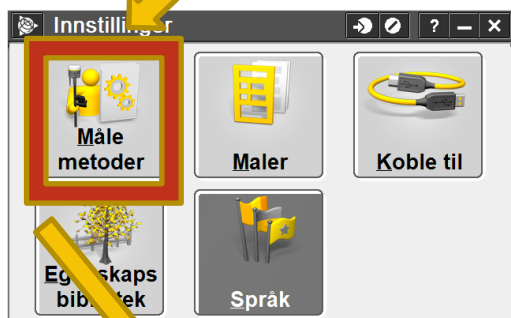 Innstillinger
? – ×
Måle
metoder
Maler
Koble til
Språk